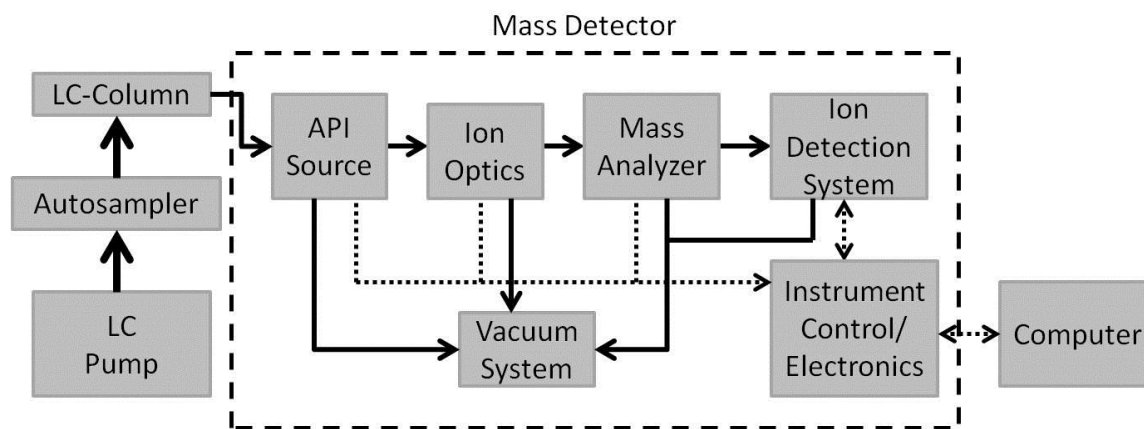 Mass Detector
LC-Column
Autosampler
LC
Pump
API
Source
Ion
Optics
Mass
Analyzer
Ion
Detection
System
Vacuum
System
Instrument
Control/
Electronics
Computer